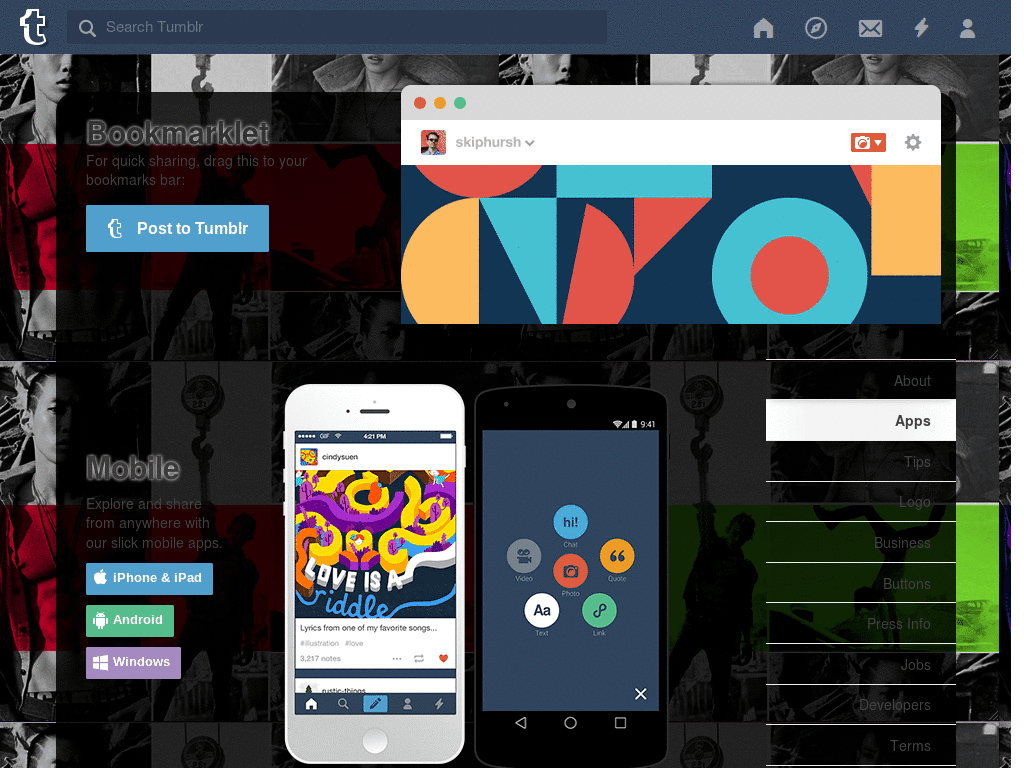 Search Tumblr
Bookmarklet
For quick sharing, drag this to your
bookmarks bar:
Post to Tumblr
skiphursh
About
Apps
Tips
Logo
Business
Buttons
Press Info
Jobs
Developers
Terms
Mobile
Explore and share
from anywhere with
our slick mobile apps.
iPhone & iPad
Android
Windows
GIF
4:21 PM
cindysuen
LOVE IS A
riddle
Lyrics from one of my favorite songs...
#illustration #love
3,217 notes
rustic-things
9:41
hi!
Chat
Video
Quote
Photo
Aa
Text
Link